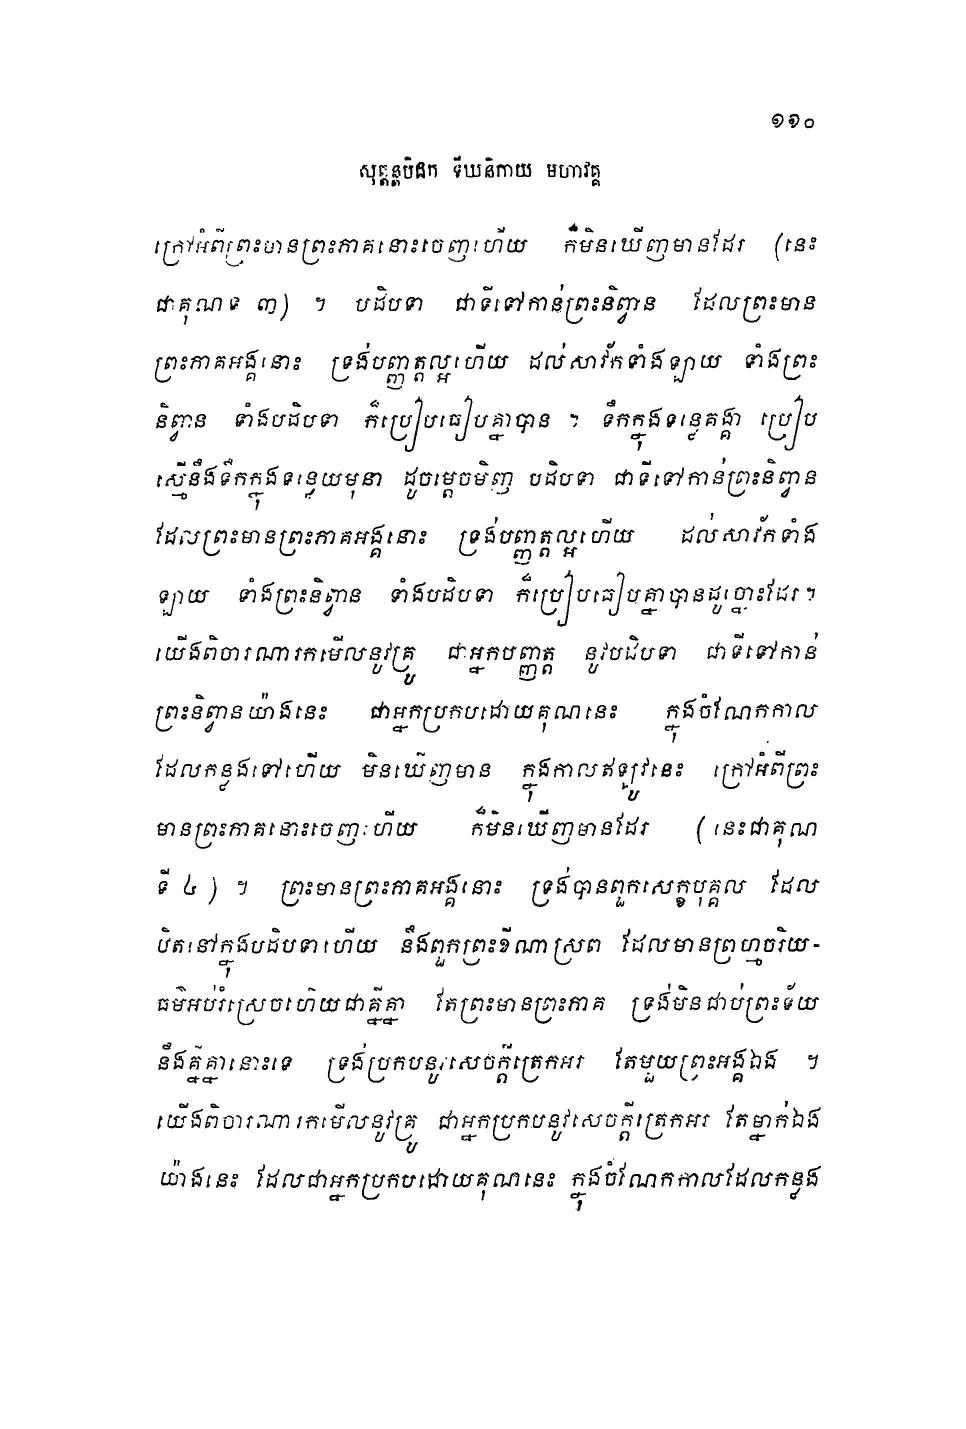 ១១០
សុត្តន្តបិដក ទីឃនិកាយ មហាវគ្គ
ក្រៅអំពីព្រះមានព្រះភាគនោះចេញហើយ ក៏មិនឃើញមានដែរ (នេះ
ជាគុណទី ៣) ។ បដិបទា ជាទីទៅកាន់ព្រះនិព្វាន ដែលព្រះមាន
ព្រះភាគអង្គនោះ ទ្រង់បញ្ញត្តល្អហើយ ដល់សាវ័កទាំងឡាយ ទាំងព្រះ
និព្វាន ទាំងបដិបទា ក៏ប្រៀបធៀបគ្នាបាន ។ ទឹកក្នុងទន្លេគង្គា ប្រៀប
ស្មើនឹងទឹកក្នុងទន្លេយមុនា ដូចម្តេចមិញ បដិបទា ជាទីទៅកាន់ព្រះនិព្វាន
ដែលព្រះមានព្រះភាគអង្គនោះ ទ្រង់បញ្ញត្តល្អហើយ ដល់សាវ័កទាំង
ឡាយ ទាំងព្រះនិព្វាន ទាំងបដិបទា ក៏ប្រៀបធៀបគ្នាបានដូច្នោះដែរ។
យើងពិចារណារកមើលនូវគ្រូ ជាអ្នកបញ្ញត្ត នូវបដិបទា ជាទីទៅកាន់
ព្រះនិព្វានយ៉ាងនេះ ជាអ្នកប្រកបដោយគុណនេះ ក្នុងចំណែកកាល
ដែលកន្លងទៅហើយ មិនឃើញមាន ក្នុងកាលឥឡូវនេះ ក្រៅអំពីព្រះ
មានព្រះភាគនោះចេញហើយ ក៏មិនឃើញមានដែរ (នេះជាគុណ
ទី ៤ ) ។ ព្រះមានព្រះភាគអង្គនោះ ទ្រង់បានពួកសេក្ខបុគ្គល ដែល
ឋិតនៅក្នុងបដិបទាហើយ នឹងពួកព្រះខីណាស្រព ដែលមានព្រហ្មចរិយ-
ធម៌អប់រំស្រេចហើយជាគ្នីគ្នា តែព្រះមានព្រះភាគ ទ្រង់មិនជាប់ព្រះទ័យ
នឹងគ្នីគ្នានោះទេ ទ្រង់ប្រកបនូវសេចក្តីត្រេកអរ តែមួយព្រះអង្គឯង ។
យើងពិចារណារកមើលនូវគ្រូ ជាអ្នកប្រកបនូវសេចក្តីត្រេកអរ តែម្នាក់ឯង
យ៉ាងនេះ ដែលជាអ្នកប្រកបដោយគុណនេះ ក្នុងចំណែកកាលដែលកន្លង